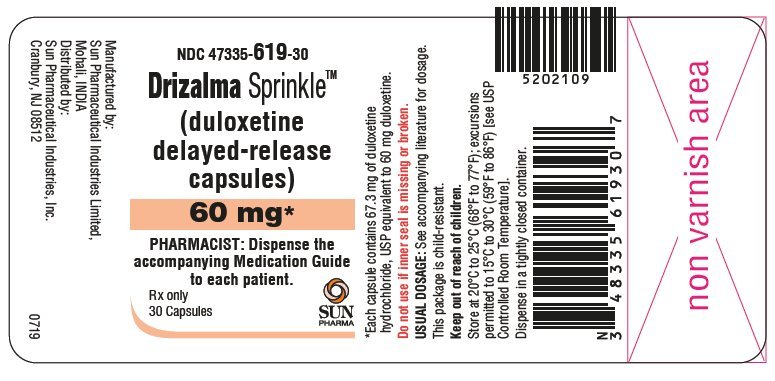 Manufactured by:
Sun Pharmaceutical Industries Limited,
Mohali, INDIA
Distributed by:
Sun Pharmaceutical Industries, Inc.
Cranbury, NJ 08512
0719
NDC 47335-619-30
Drizalma Sprinkle™
(duloxetine
delayed-release
capsules)
60 mg*
PHARMACIST: Dispense the
accompanying Medication Guide
to each patient.
Rx only
30 Capsules
SUN
PHARMA
*Each capsule contains 67.3 mg of duloxetine
hydrochloride, USP equivalent to 60 mg duloxetine.
Do not use if inner seal is missing or broken.
USUAL DOSAGE: See accompanying literature for dosage.
This package is child-resistant.
Keep out of reach of children.
Store at 20°C to 25°C (68°F to 77°F); excursions
permitted to 15°C to 30°C (59°F to 86°F) [see USP
Controlled Room Temperature].
Dispense in a tightly closed container.
5202109
N
3 48335 61930 7
non varnish area